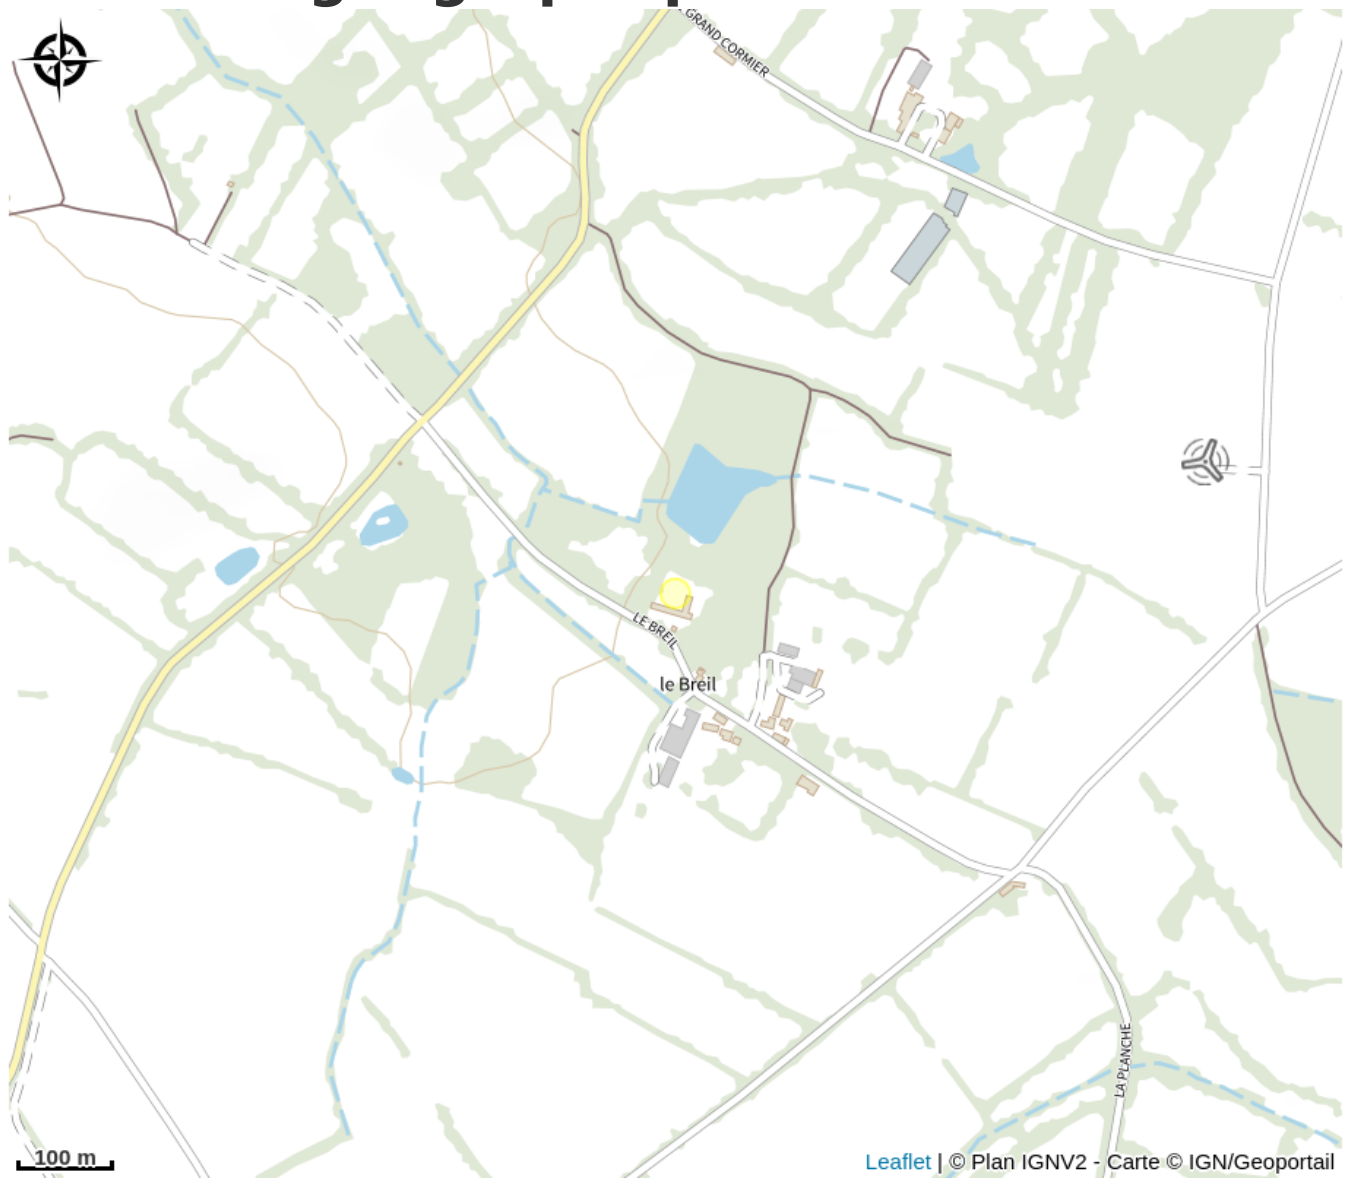 GRAND CORMIER
LE BREIL
le Breil
LA PLANCHE
100 m
Leaflet | © Plan IGNV2 - Carte © IGN/Geoportail